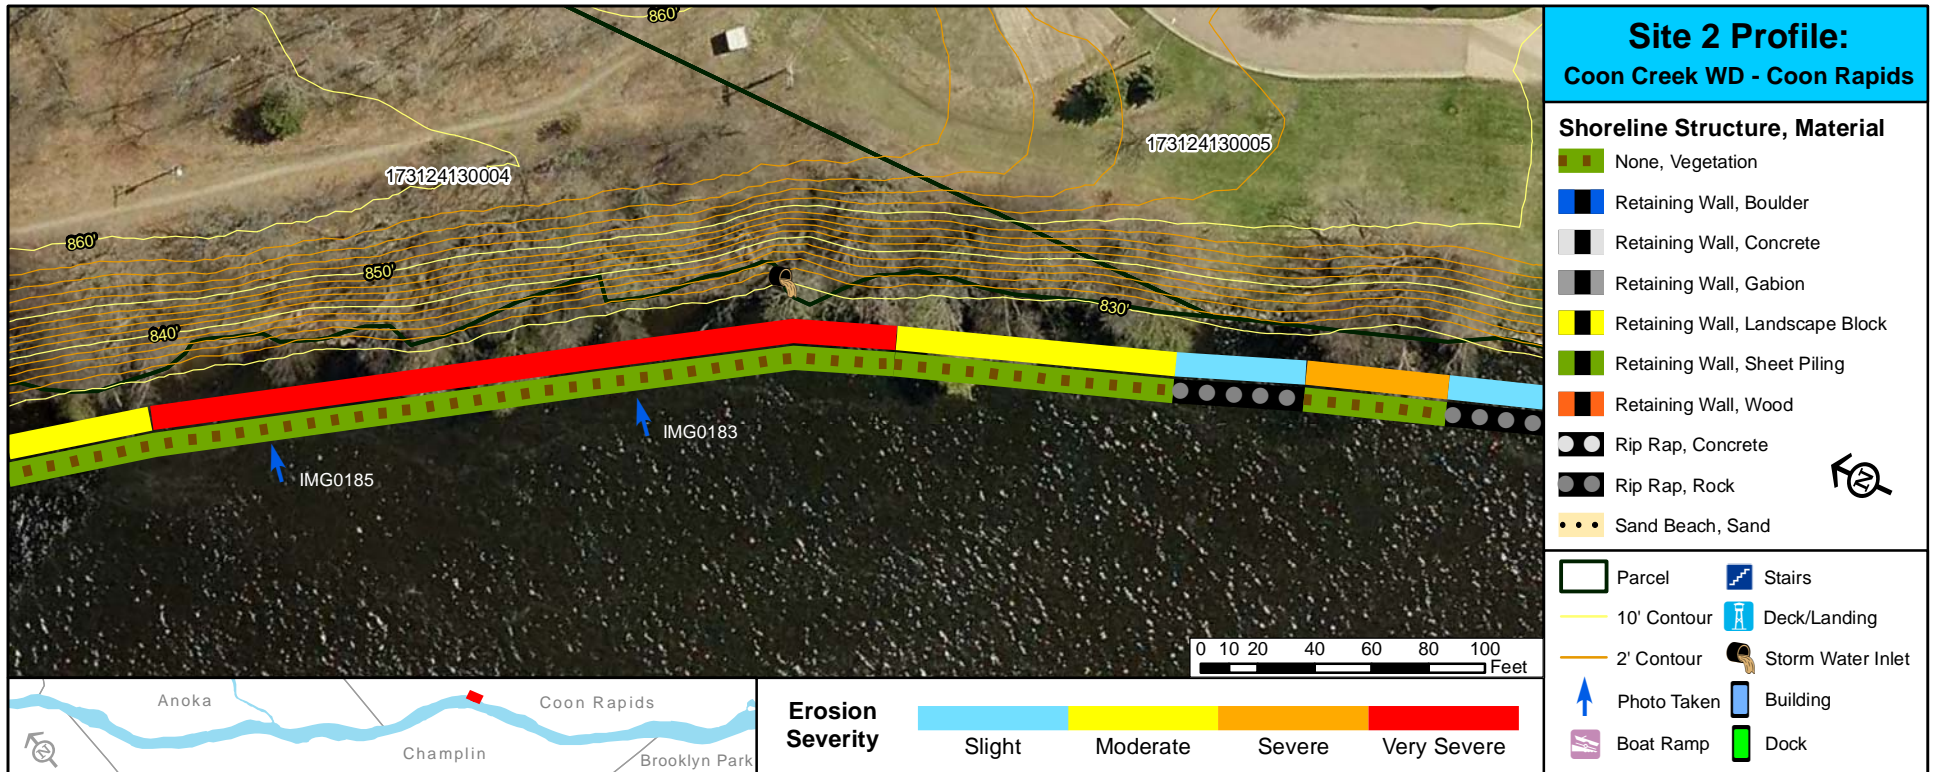 860'
173124130005
173124130004
860'
850'
840'
830'
IMG0183
IMG0185
0 10 20 40 60 80 100
Feet
Site 2 Profile:
Coon Creek WD - Coon Rapids
Shoreline Structure, Material
None, Vegetation
Retaining Wall, Boulder
Retaining Wall, Concrete
Retaining Wall, Gabion
Retaining Wall, Landscape Block
Retaining Wall, Sheet Piling
Retaining Wall, Wood
Rip Rap, Concrete
Rip Rap, Rock
Sand Beach, Sand
N
Parcel
Stairs
10' Contour
Deck/Landing
2' Contour
Storm Water Inlet
Photo Taken
Building
Boat Ramp
Dock
Anoka
Coon Rapids
Champlin
Brooklyn Park
N
Erosion
Severity
Slight
Moderate
Severe
Very Severe